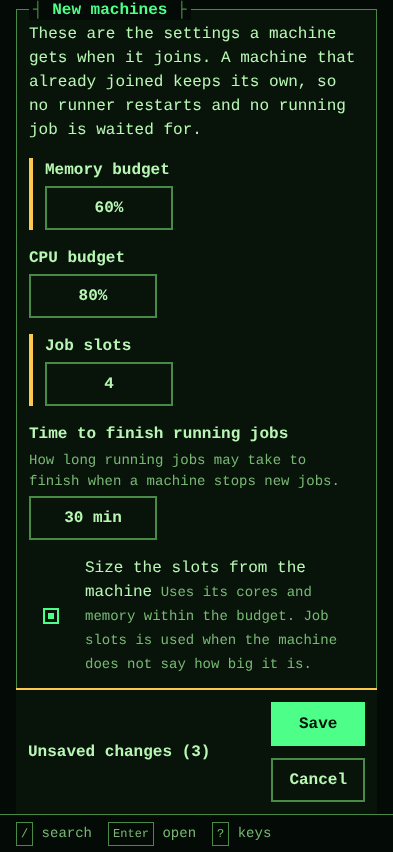 New machines
These are the settings a machine
gets when it joins. A machine that
already joined keeps its own, so
no runner restarts and no running
job is waited for.
Memory budget
60%
CPU budget
80%
Job slots
4
Time to finish running jobs
How long running jobs may take to
finish when a machine stops new jobs.
30 min
Size the slots from the
machine Uses its cores and
memory within the budget. Job
slots is used when the machine
does not say how big it is.
Save
Unsaved changes (3)
Cancel
/ search Enter open ? keys